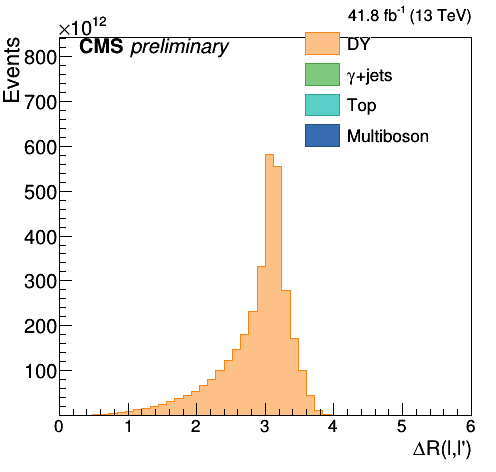 41.8 fb⁻¹ (13 TeV)
×10¹²
CMS preliminary
Events
DY
γ+jets
Top
Multiboson
800
700
600
500
400
300
200
100
0 1 2 3 4 5 6
ΔR(l,l')